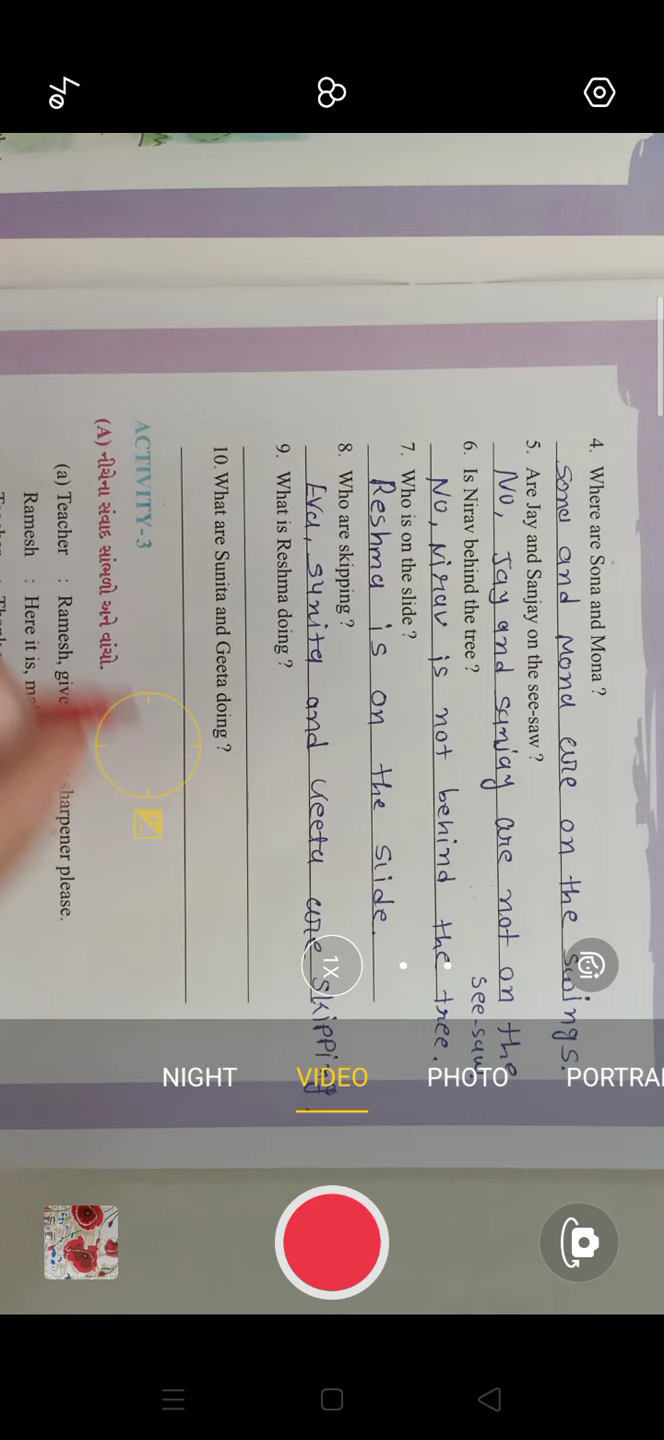 4. Where are Sona and Mona ?
Sona and Mona are on the swings.
5. Are Jay and Sanjay on the see-saw ?
No, Jay and Sanjay are not on the
see-saw
6. Is Nirav behind the tree ?
No, Nirav is not behind the tree.
7. Who is on the slide ?
Reshma is on the slide.
8. Who are skipping ?
Eva, Sunita and Geeta are skipping.
9. What is Reshma doing ?
10. What are Sunita and Geeta doing ?
ACTIVITY-3
(A) નીચેના સંવાદ સાંભળો અને વાંચો.
(a) Teacher : Ramesh, give sharpener please.
Ramesh : Here it is,
1X
NIGHT
VIDEO
PHOTO
PORTRAI